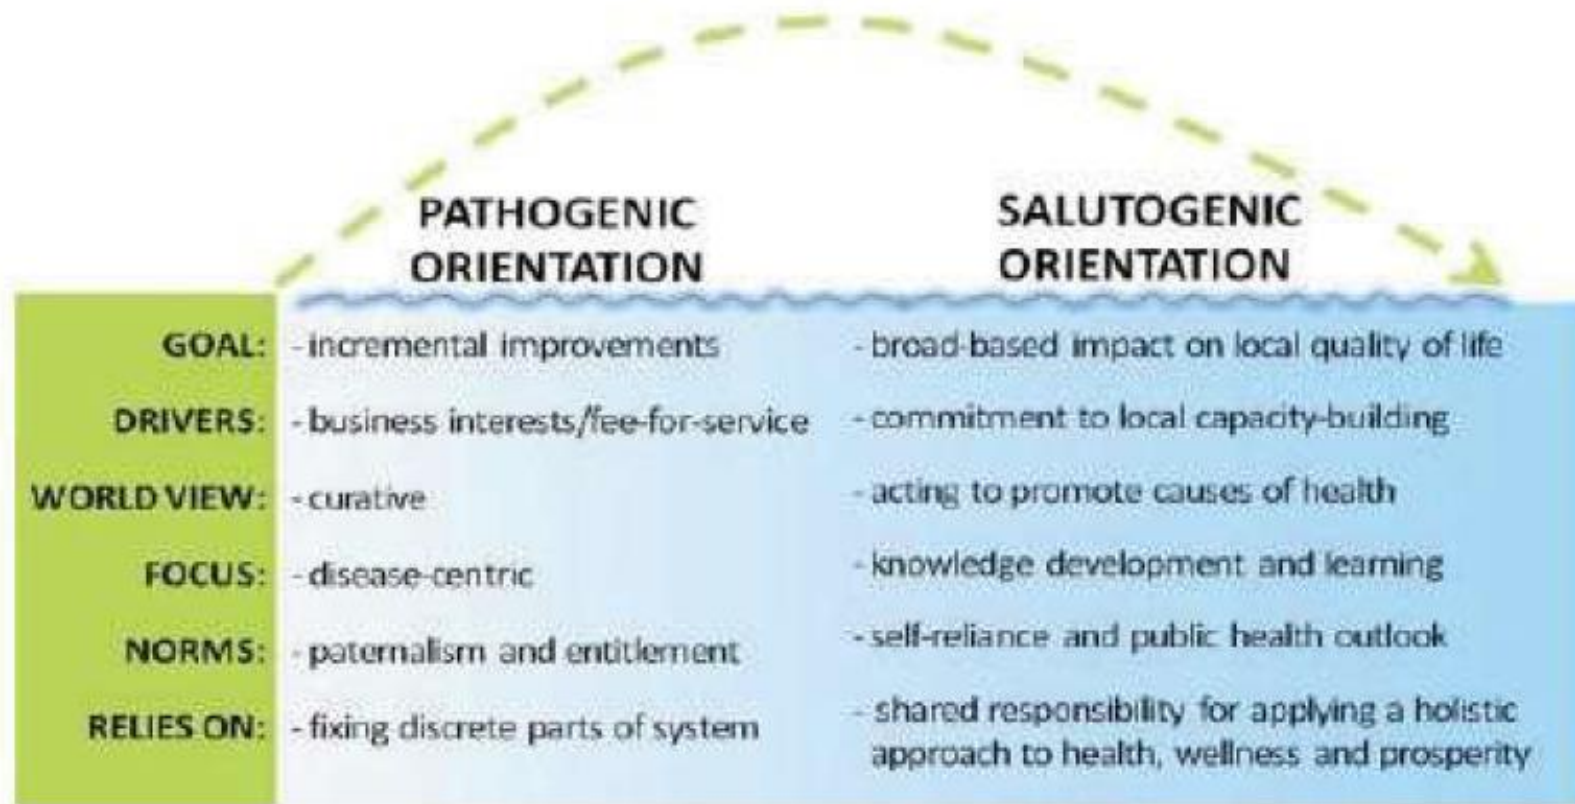 PATHOGENIC
ORIENTATION
SALUTOGENIC
ORIENTATION
GOAL: - incremental improvements - broad-based impact on local quality of life
DRIVERS: - business interests/fee-for-service - commitment to local capacity-building
WORLD VIEW: - curative - acting to promote causes of health
FOCUS: - disease-centric - knowledge development and learning
NORMS: - paternalism and entitlement - self-reliance and public health outlook
RELIES ON: - fixing discrete parts of system - shared responsibility for applying a holistic
approach to health, wellness and prosperity